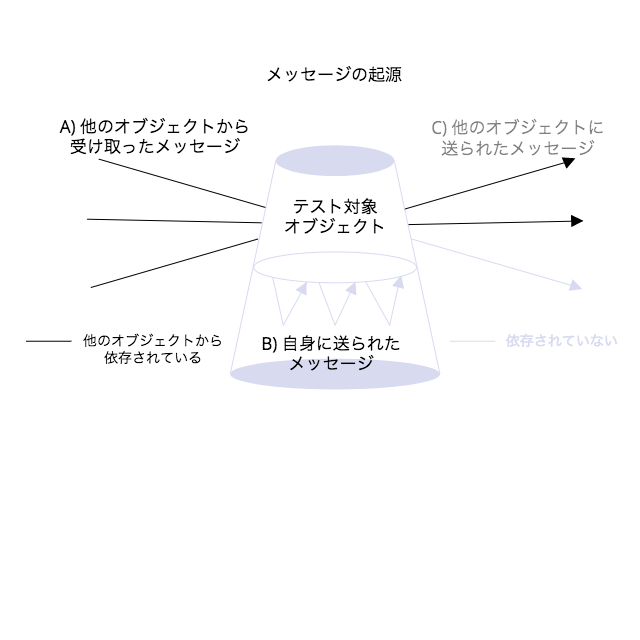 メッセージの起源
A) 他のオブジェクトから
受け取ったメッセージ
C) 他のオブジェクトに
送られたメッセージ
テスト対象
オブジェクト
B) 自身に送られた
メッセージ
他のオブジェクトから
依存されている
依存されていない